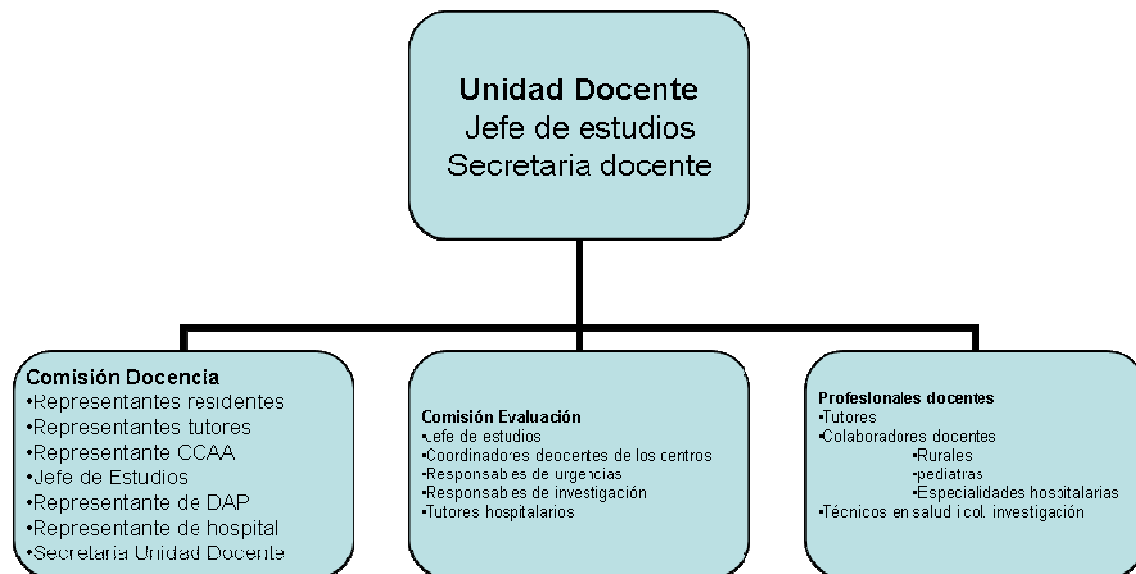 Unidad Docente
Jefe de estudios
Secretaria docente
Comisión Docencia
•Representantes residentes
•Representantes tutores
•Representante CCAA
•Jefe de Estudios
•Representante de DAP
•Representante de hospital
•Secretaria Unidad Docente
Comisión Evaluación
•Jefe de estudios
•Coordinadores deocentes de los centros
•Responsables de urgencias
•Responsables de investigación
•Tutores hospitalarios
Profesionales docentes
•Tutores
•Colaboradores docentes
•Rurales
•pediatras
•Especialidades hospitalarias
•Técnicos en salud i col. investigación